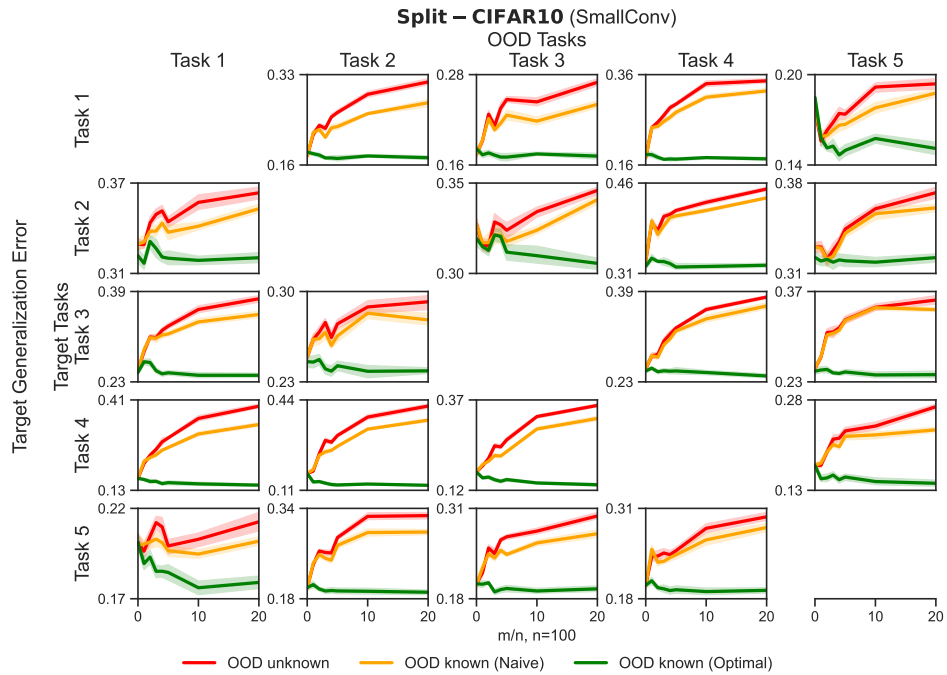 Split − CIFAR10 (SmallConv)
OOD Tasks
Task 1 Task 2 Task 3 Task 4 Task 5
Target Generalization Error
Target Tasks
Task 1
0.33 0.28 0.36 0.20
0.16 0.16 0.16 0.14
Task 2
0.37 0.35 0.46 0.38
0.31 0.30 0.31 0.31
Task 3
0.39 0.30 0.39 0.37
0.23 0.23 0.23 0.23
Task 4
0.41 0.44 0.37 0.28
0.13 0.11 0.12 0.13
Task 5
0.22 0.34 0.31 0.31
0.17 0.18 0.18 0.18
0 10 20 0 10 20 0 10 20 0 10 20 0 10 20
m/n, n=100
OOD unknown OOD known (Naive) OOD known (Optimal)